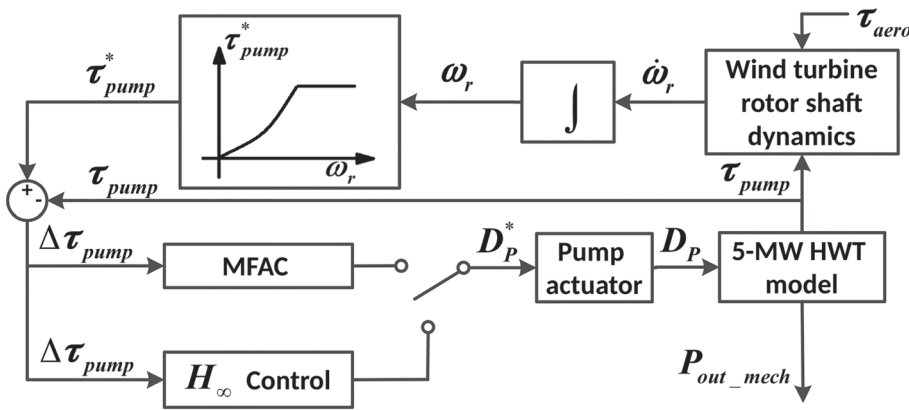 τ_aero
τ*_pump
τ*_pump
ω_r
ω_r
∫
ω̇_r
Wind turbine
rotor shaft
dynamics
+
-
τ_pump
τ_pump
Δτ_pump
MFAC
D*_P
Pump
actuator
D_P
5-MW HWT
model
Δτ_pump
H_∞ Control
P_out_mech